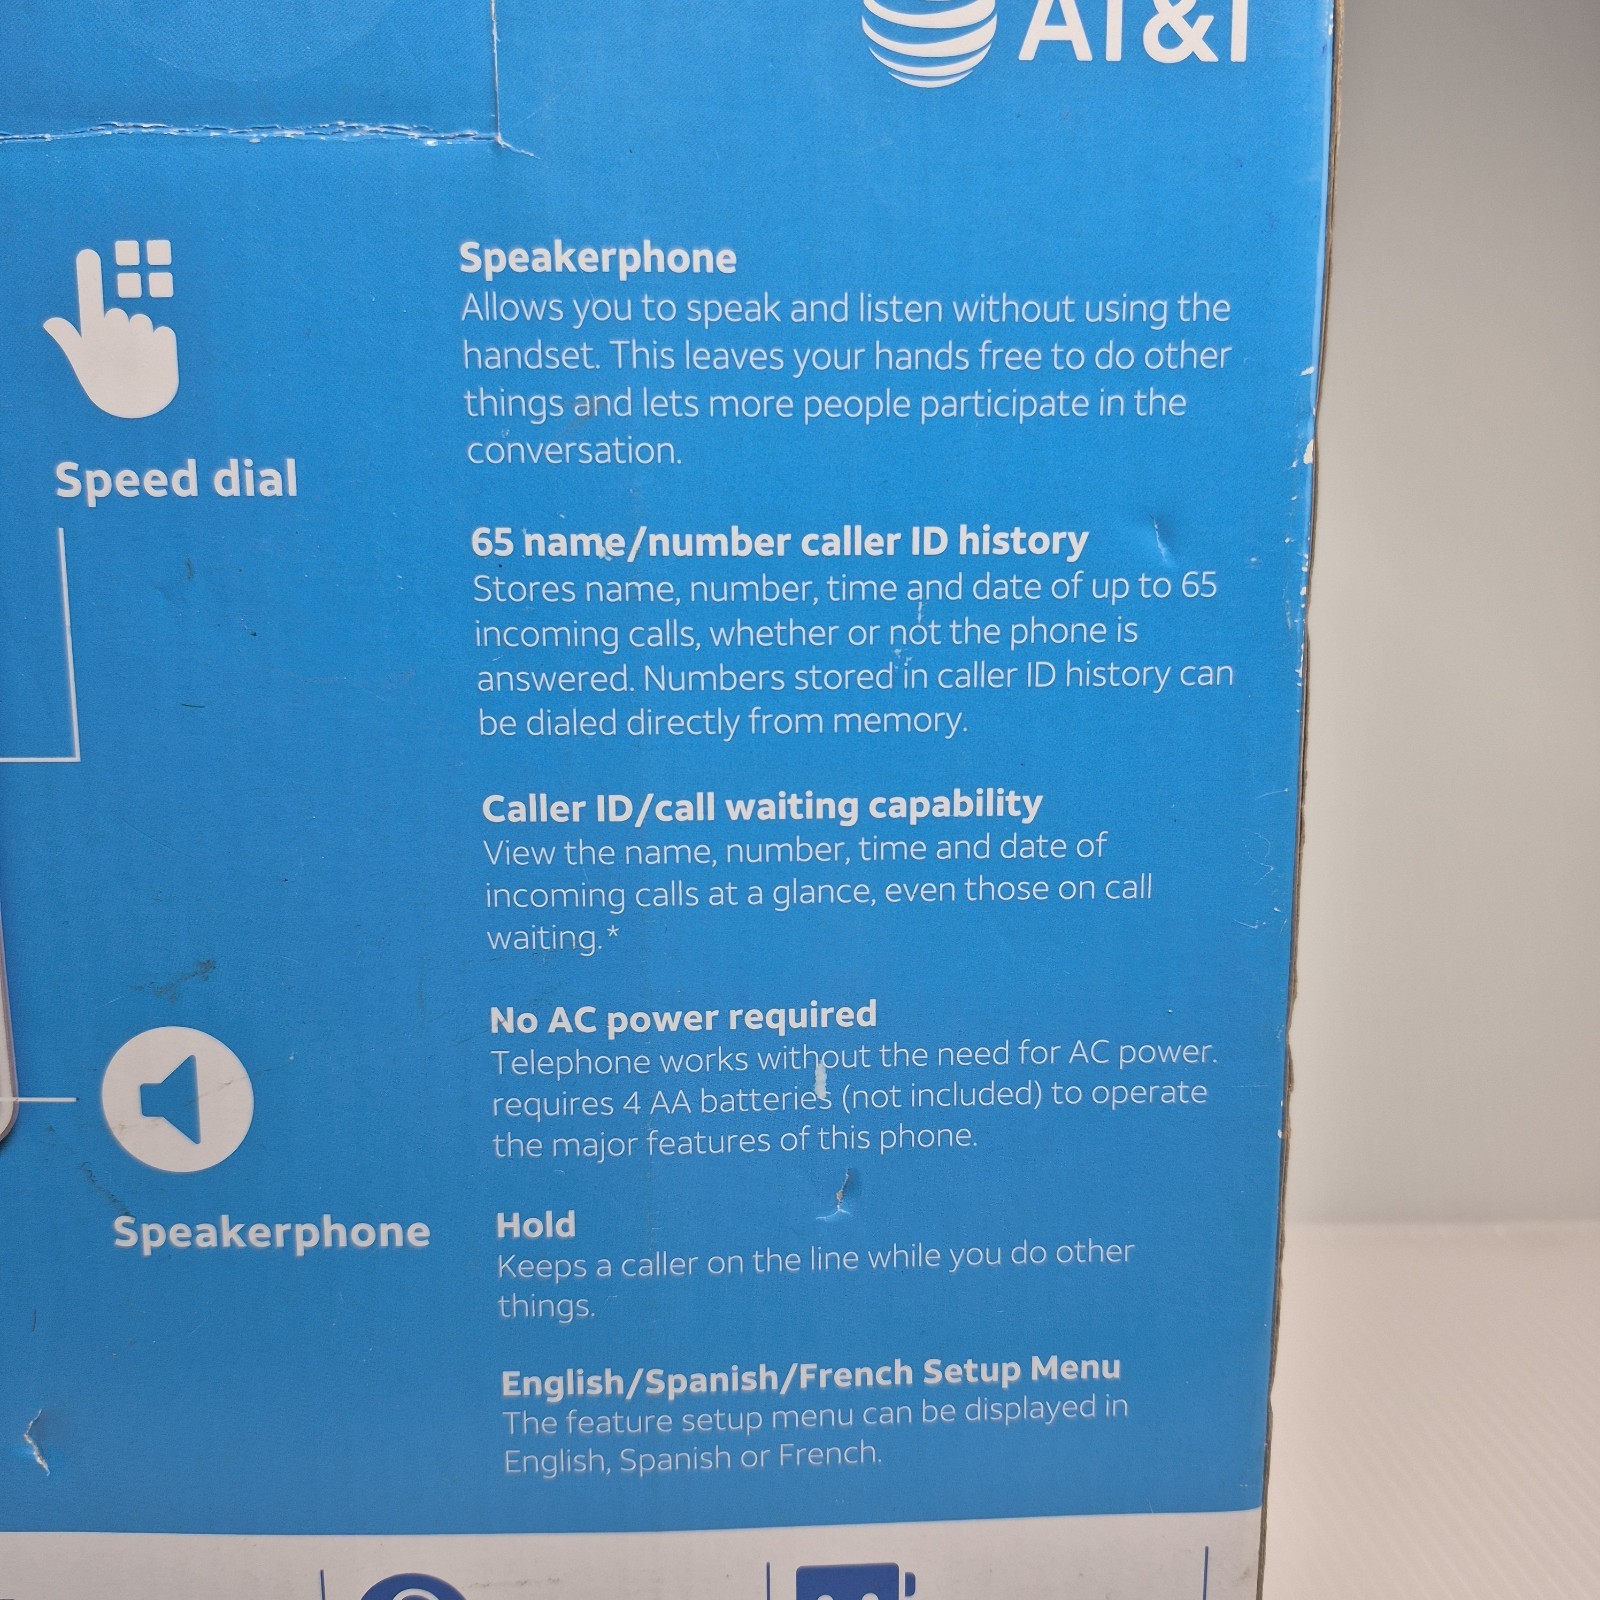 AT&T
Speed dial
Speakerphone
Speakerphone
Allows you to speak and listen without using the
handset. This leaves your hands free to do other
things and lets more people participate in the
conversation.
65 name/number caller ID history
Stores name, number, time and date of up to 65
incoming calls, whether or not the phone is
answered. Numbers stored in caller ID history can
be dialed directly from memory.
Caller ID/call waiting capability
View the name, number, time and date of
incoming calls at a glance, even those on call
waiting.*
No AC power required
Telephone works without the need for AC power.
requires 4 AA batteries (not included) to operate
the major features of this phone.
Hold
Keeps a caller on the line while you do other
things.
English/Spanish/French Setup Menu
The feature setup menu can be displayed in
English, Spanish or French.